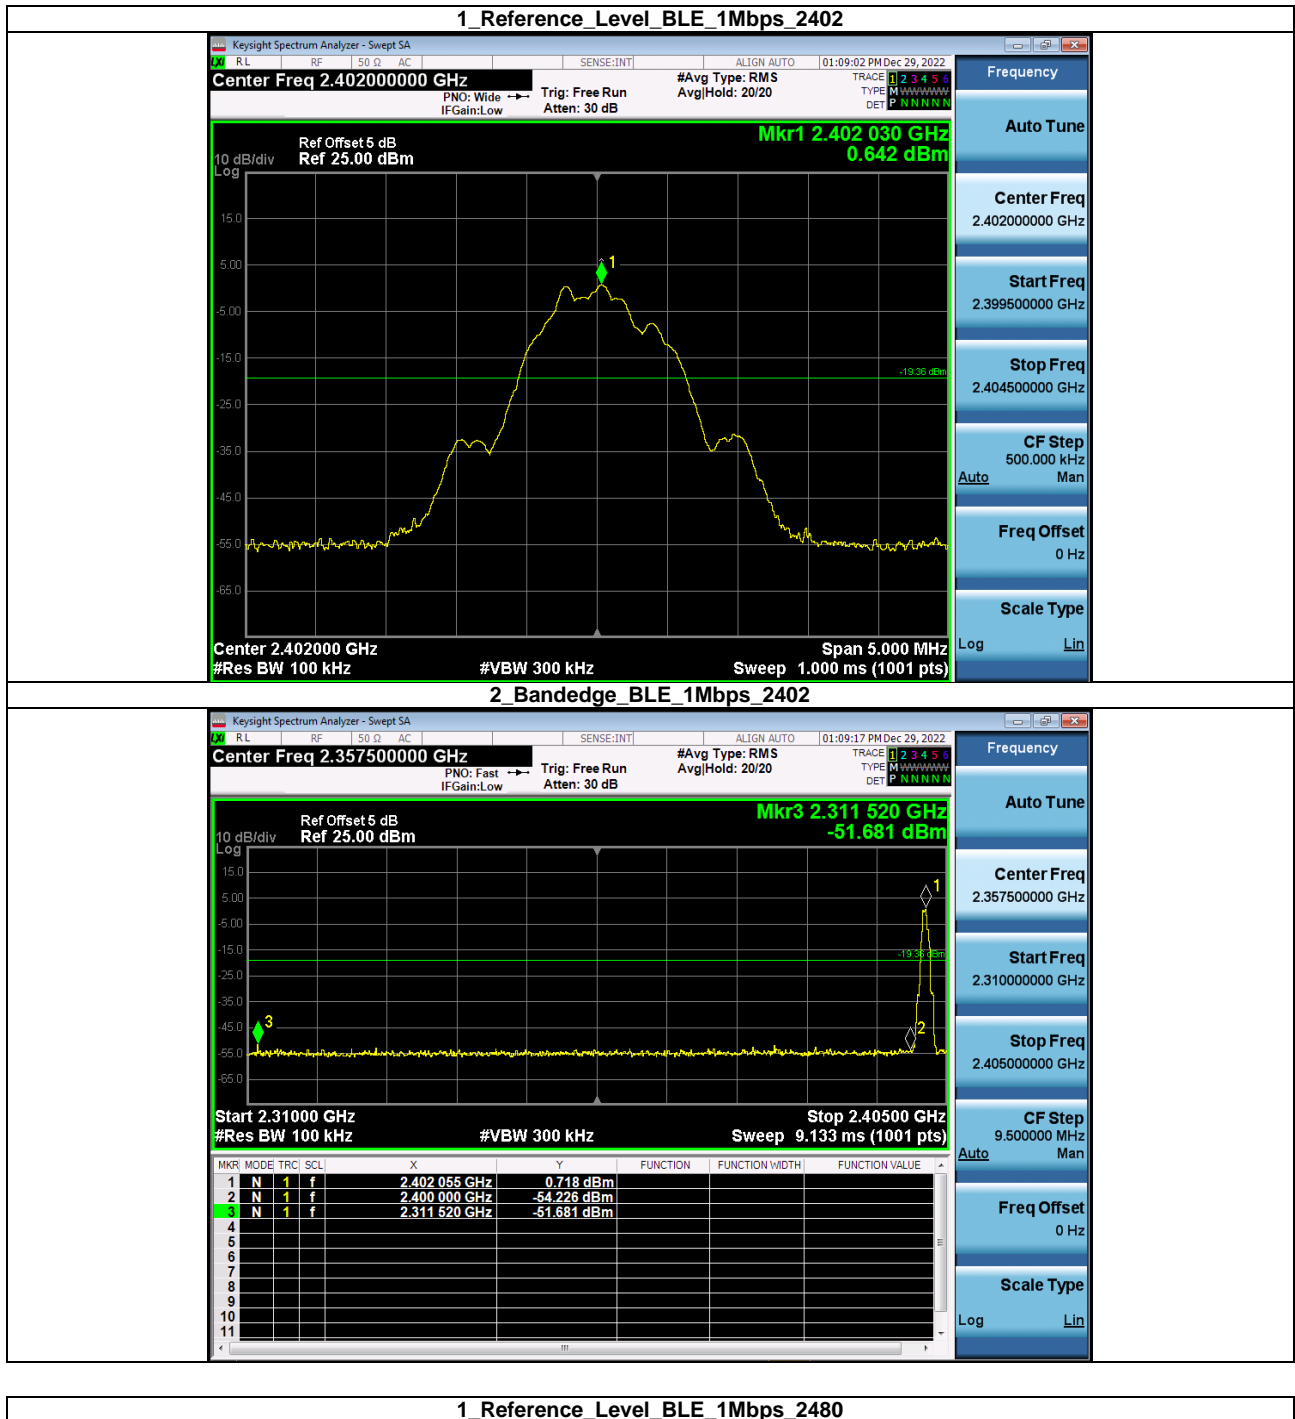 1_Reference_Level_BLE_1Mbps_2402
Keysight Spectrum Analyzer - Swept SA
LXI RL RF 50 Ω AC SENSE:INT ALIGN AUTO 01:09:02 PM Dec 29, 2022
Center Freq 2.402000000 GHz
PNO: Wide
IFGain:Low
Trig: Free Run
Atten: 30 dB
#Avg Type: RMS
Avg|Hold: 20/20
TRACE 1 2 3 4 5 6
TYPE M WWWWW
DET P N N N N N
Frequency
Auto Tune
Center Freq
2.402000000 GHz
Start Freq
2.399500000 GHz
Stop Freq
2.404500000 GHz
CF Step
500.000 kHz
Auto Man
Freq Offset
0 Hz
Scale Type
Log Lin
Mkr1 2.402 030 GHz
0.642 dBm
Ref Offset 5 dB
10 dB/div Ref 25.00 dBm
Log
15.0
5.00
1
-5.00
-15.0
-19.36 dBm
-25.0
-35.0
-45.0
-55.0
-65.0
Center 2.402000 GHz Span 5.000 MHz
#Res BW 100 kHz #VBW 300 kHz Sweep 1.000 ms (1001 pts)
2_Bandedge_BLE_1Mbps_2402
Keysight Spectrum Analyzer - Swept SA
LXI RL RF 50 Ω AC SENSE:INT ALIGN AUTO 01:09:17 PM Dec 29, 2022
Center Freq 2.357500000 GHz
PNO: Fast
IFGain:Low
Trig: Free Run
Atten: 30 dB
#Avg Type: RMS
Avg|Hold: 20/20
TRACE 1 2 3 4 5 6
TYPE M WWWWW
DET P N N N N N
Frequency
Auto Tune
Center Freq
2.357500000 GHz
Start Freq
2.310000000 GHz
Stop Freq
2.405000000 GHz
CF Step
9.500000 MHz
Auto Man
Freq Offset
0 Hz
Scale Type
Log Lin
Mkr3 2.311 520 GHz
-51.681 dBm
Ref Offset 5 dB
10 dB/div Ref 25.00 dBm
Log
15.0
1
5.00
-5.00
-15.0
-19.36 dBm
-25.0
-35.0
3
-45.0
2
-55.0
-65.0
Start 2.31000 GHz Stop 2.40500 GHz
#Res BW 100 kHz #VBW 300 kHz Sweep 9.133 ms (1001 pts)
MKR MODE TRC SCL X Y FUNCTION FUNCTION WIDTH FUNCTION VALUE
1 N 1 f 2.402 055 GHz 0.718 dBm
2 N 1 f 2.400 000 GHz -54.226 dBm
3 N 1 f 2.311 520 GHz -51.681 dBm
4
5
6
7
8
9
10
11
1_Reference_Level_BLE_1Mbps_2480